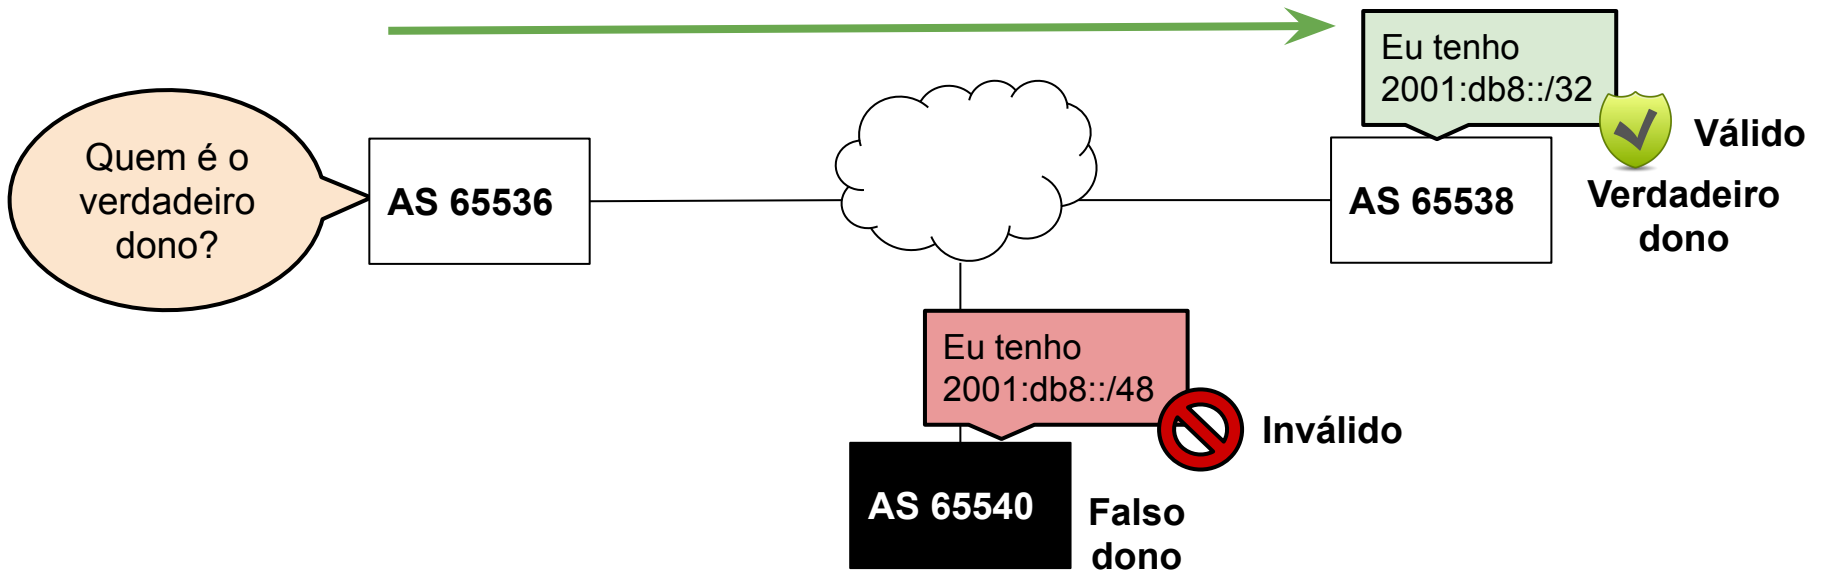 Eu tenho
2001:db8::/32
Válido
Quem é o
verdadeiro
dono?
AS 65536
AS 65538
Verdadeiro
dono
Eu tenho
2001:db8::/48
Inválido
AS 65540
Falso
dono